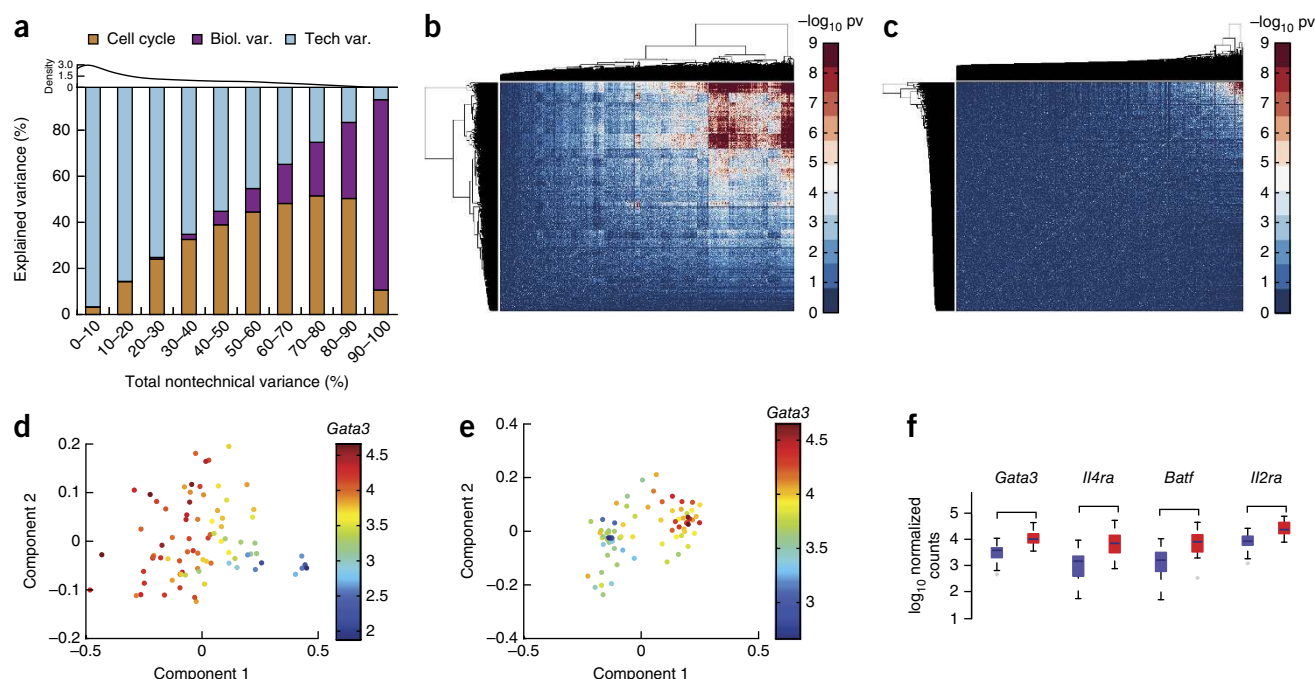 a
Cell cycle Biol. var. Tech var.
Density
3.0
1.5
0
Explained variance (%)
80
60
40
20
0
0–10 10–20 20–30 30–40 40–50 50–60 60–70 70–80 80–90 90–100
Total nontechnical variance (%)
b
–log10 pv
9
8
7
6
5
4
3
2
1
0
c
–log10 pv
9
8
7
6
5
4
3
2
1
0
d
Gata3
0.2
0.1
0
–0.1
–0.2
Component 2
–0.5 0 0.5
Component 1
4.5
4
3.5
3
2.5
2
e
Gata3
0.4
0.2
0
–0.2
–0.4
Component 2
–0.5 0 0.5
Component 1
4.5
4
3.5
3
f
Gata3 Il4ra Batf Il2ra
log10 normalized
counts
5
4
3
2
1